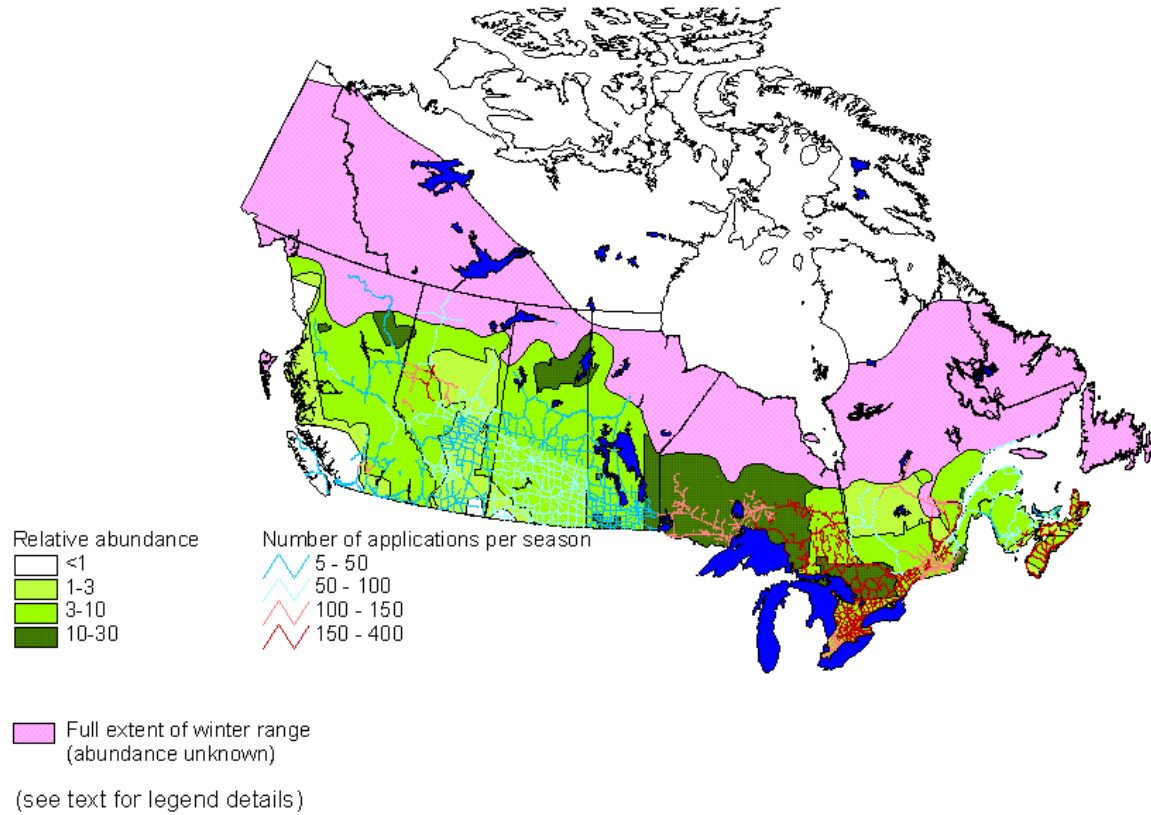 Relative abundance
<1
1-3
3-10
10-30
Number of applications per season
5 - 50
50 - 100
100 - 150
150 - 400
Full extent of winter range
(abundance unknown)
(see text for legend details)